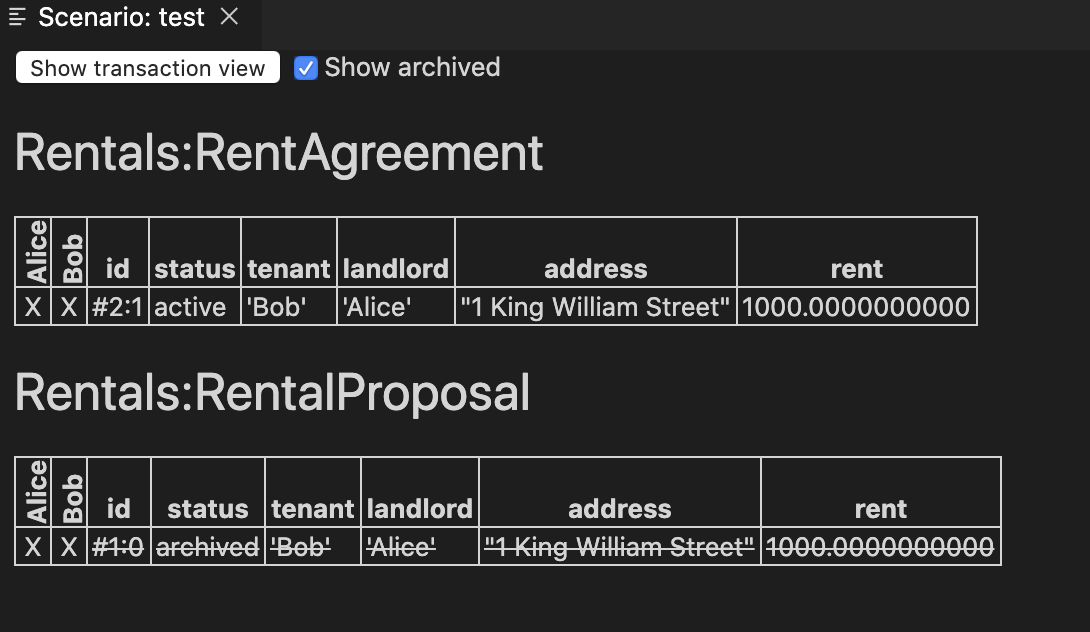 Scenario: test
Show transaction view Show archived
Rentals:RentAgreement
Alice Bob id status tenant landlord address rent
X X #2:1 active 'Bob' 'Alice' "1 King William Street" 1000.0000000000
Rentals:RentalProposal
Alice Bob id status tenant landlord address rent
X X #1:0 archived 'Bob' 'Alice' "1 King William Street" 1000.0000000000